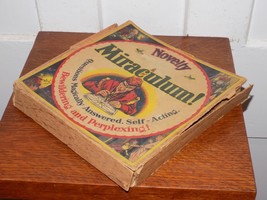 Novelty
Miraculum!
Questions Magically Answered. Self-Acting.
Bewildering and Perplexing!